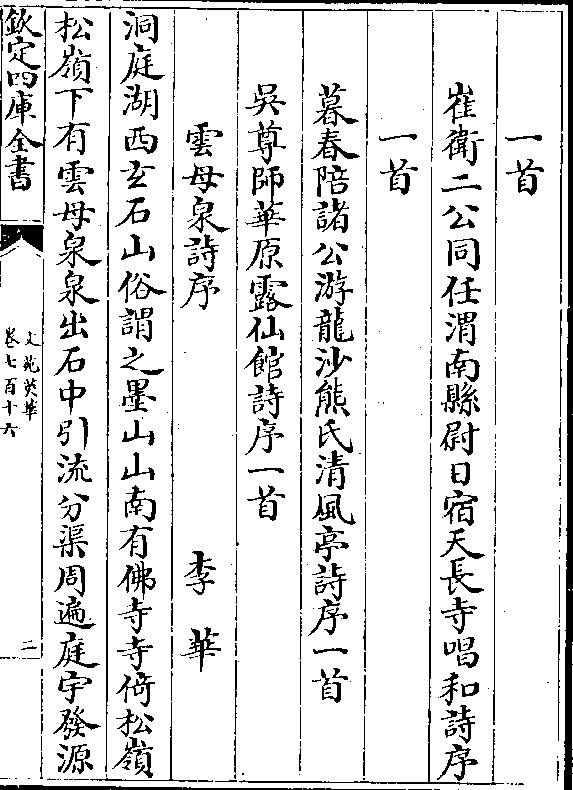 一首
崔衛二公同任渭南縣尉日宿天長寺唱和詩序
一首
暮春陪諸公游龍沙熊氏清風亭詩序一首
吳尊師華原露仙館詩序一首
雲母泉詩序
李華
洞庭湖西玄石山俗謂之墨山山南有佛寺寺倚松嶺
松嶺下有雲母泉泉出石中引流分渠周遍庭宇發源
欽定四庫全書
文苑英華
卷七百十六
二